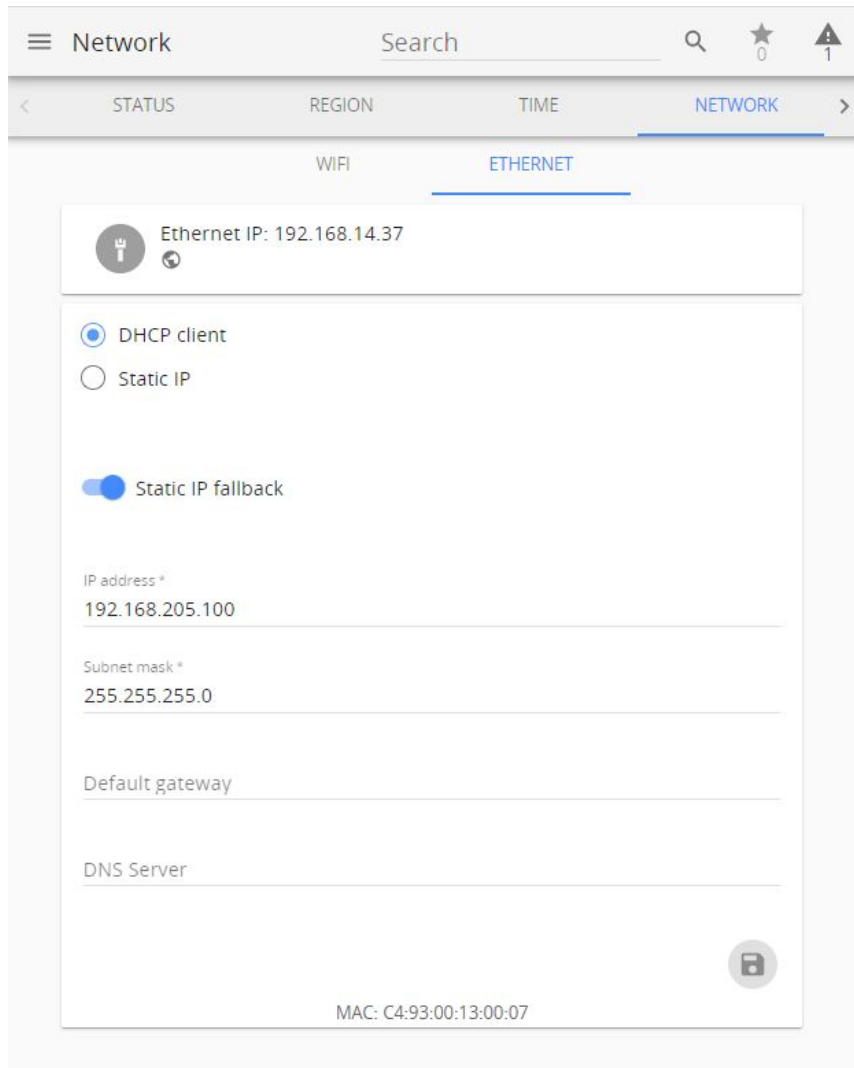 Network Search
0 1
STATUS REGION TIME NETWORK
WIFI ETHERNET
Ethernet IP: 192.168.14.37
DHCP client
Static IP
Static IP fallback
IP address *
192.168.205.100
Subnet mask *
255.255.255.0
Default gateway
DNS Server
MAC: C4:93:00:13:00:07